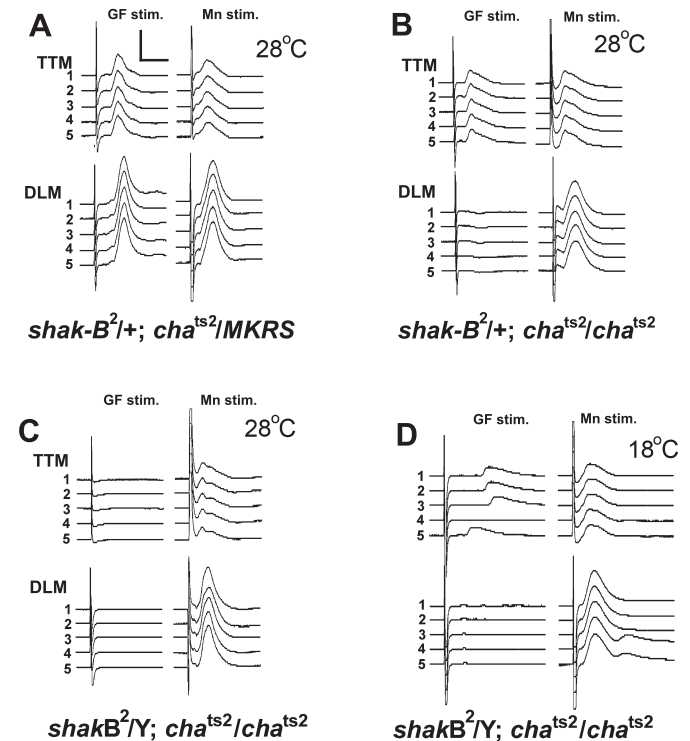 A GF stim. Mn stim.
28°C
TTM
1
2
3
4
5
DLM
1
2
3
4
5
shak-B²/+; chaᵗˢ²/MKRS
B GF stim. Mn stim.
28°C
TTM
1
2
3
4
5
DLM
1
2
3
4
5
shak-B²/+; chaᵗˢ²/chaᵗˢ²
C GF stim. Mn stim.
28°C
TTM
1
2
3
4
5
DLM
1
2
3
4
5
shakB²/Y; chaᵗˢ²/chaᵗˢ²
D GF stim. Mn stim.
18°C
1
2
3
4
5
1
2
3
4
5
shakB²/Y; chaᵗˢ²/chaᵗˢ²